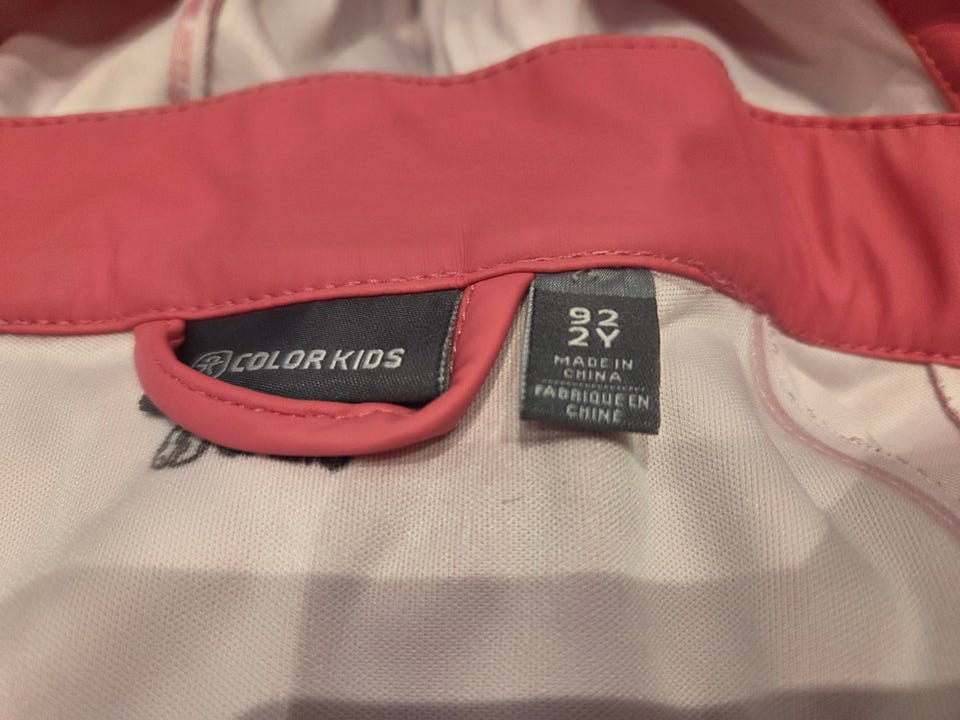 COLOR KIDS
92
2Y
MADE IN
CHINA
FABRIQUE EN
CHINE